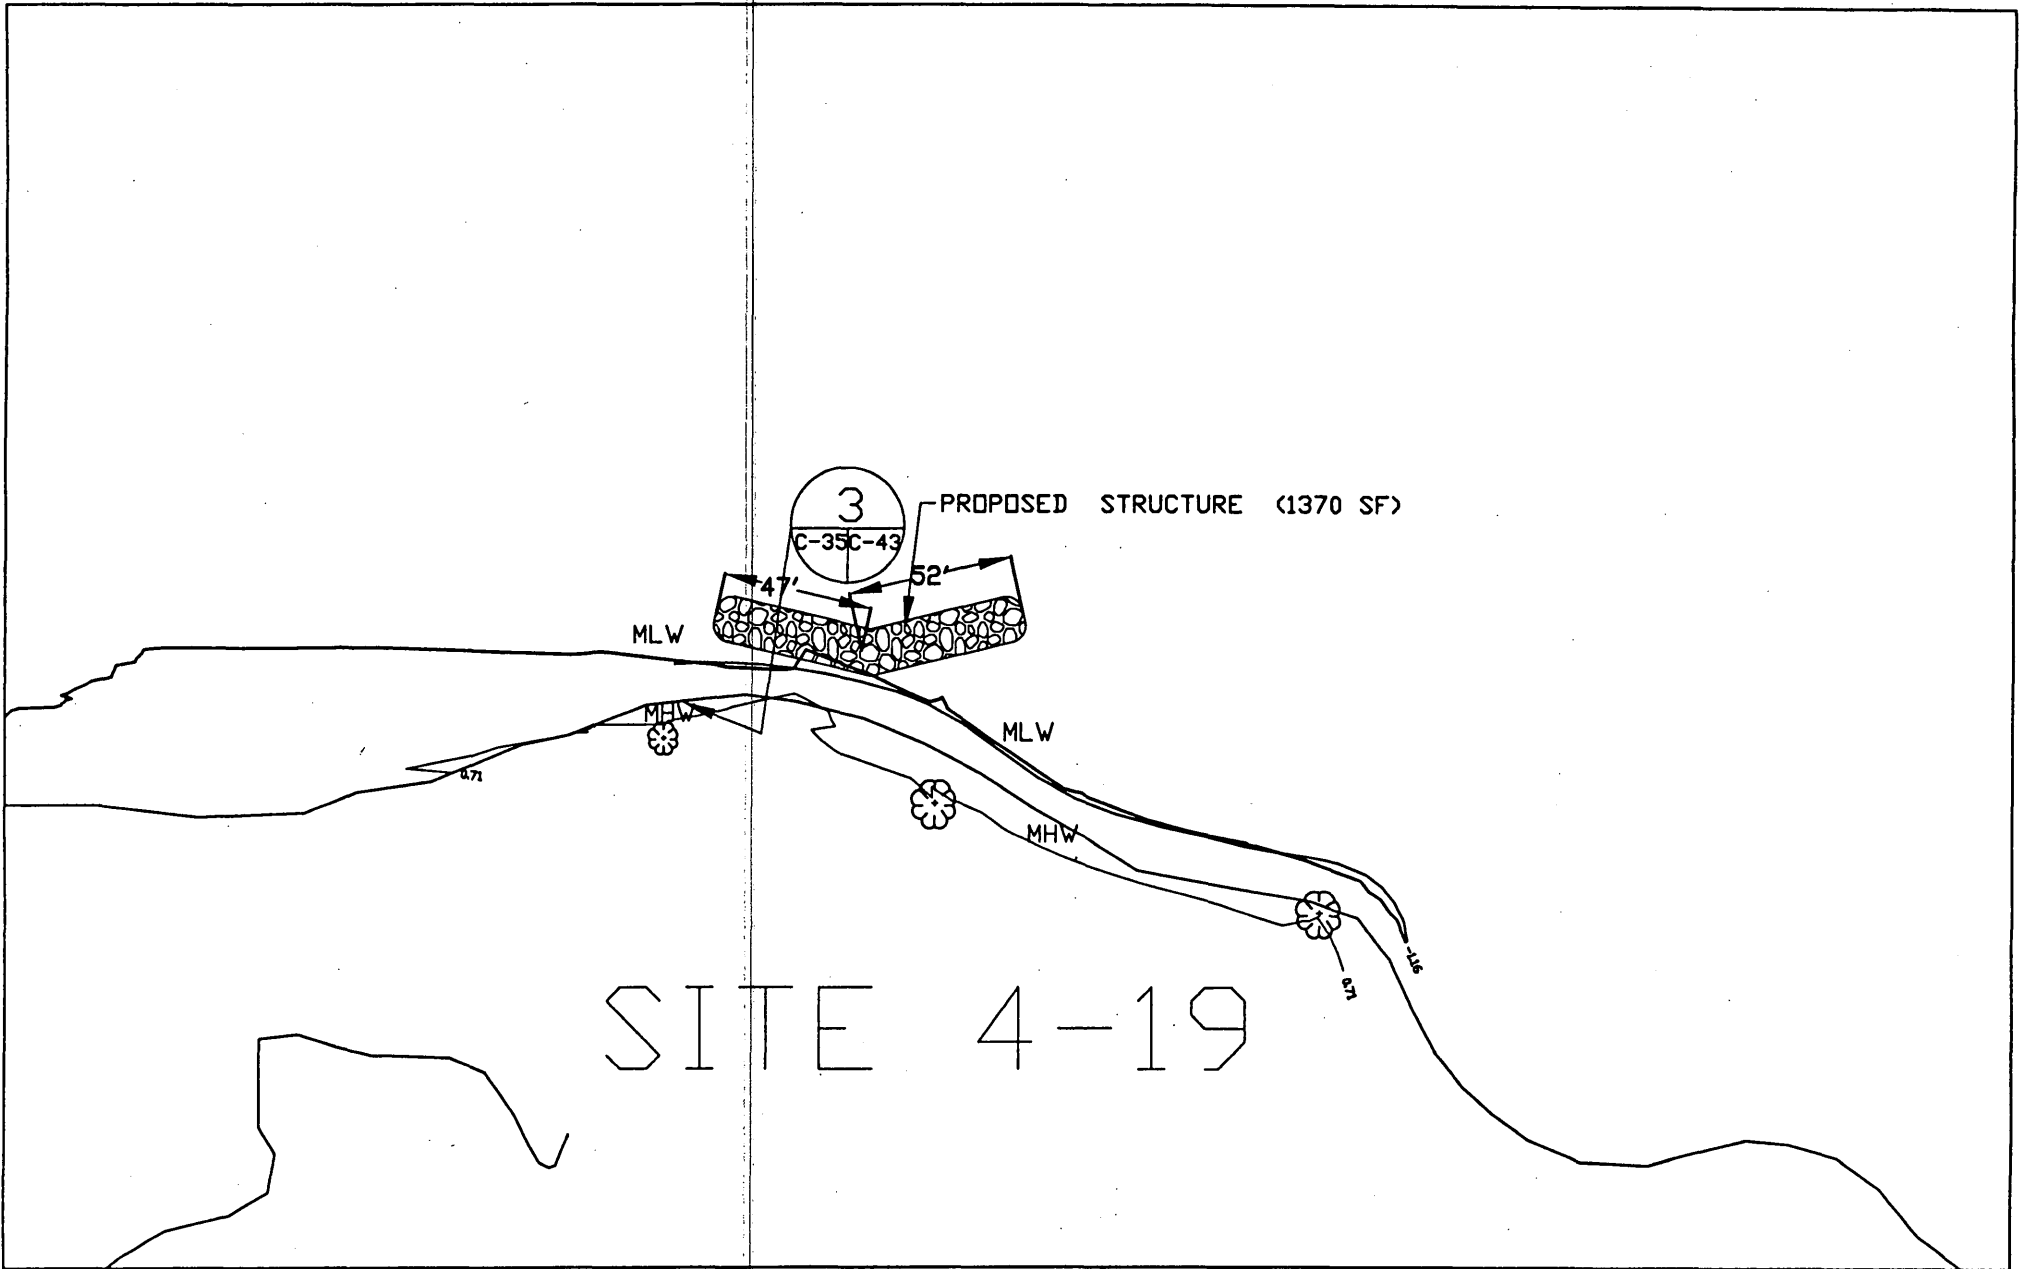 3
PROPOSED STRUCTURE (1370 SF)
C-35 C-43
47'
52'
MLW
MHW
MLW
0.71
MHW
-1.16
0.71
SITE 4-19